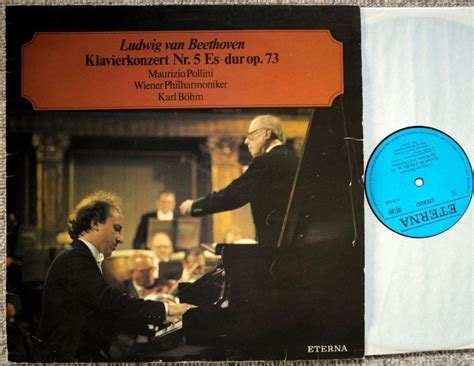 Ludwig van Beethoven
Klavierkonzert Nr. 5 Es-dur op. 73
Maurizio Pollini
Wiener Philharmoniker
Karl Böhm
ETERNA
ETERNA
STEREO